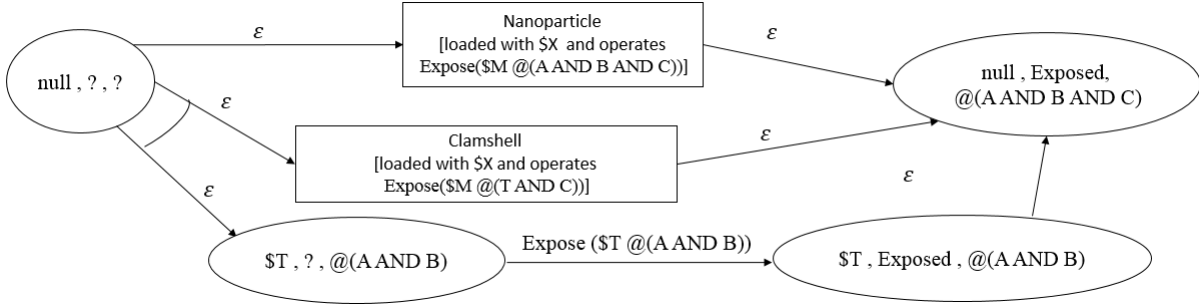 ε
Nanoparticle
[loaded with $X and operates
Expose($M @(A AND B AND C))]
ε
null , ? , ?
null , Exposed,
@(A AND B AND C)
ε
Clamshell
[loaded with $X and operates
Expose($M @(T AND C))]
ε
ε
ε
$T , ? , @(A AND B)
Expose ($T @(A AND B))
$T , Exposed , @(A AND B)